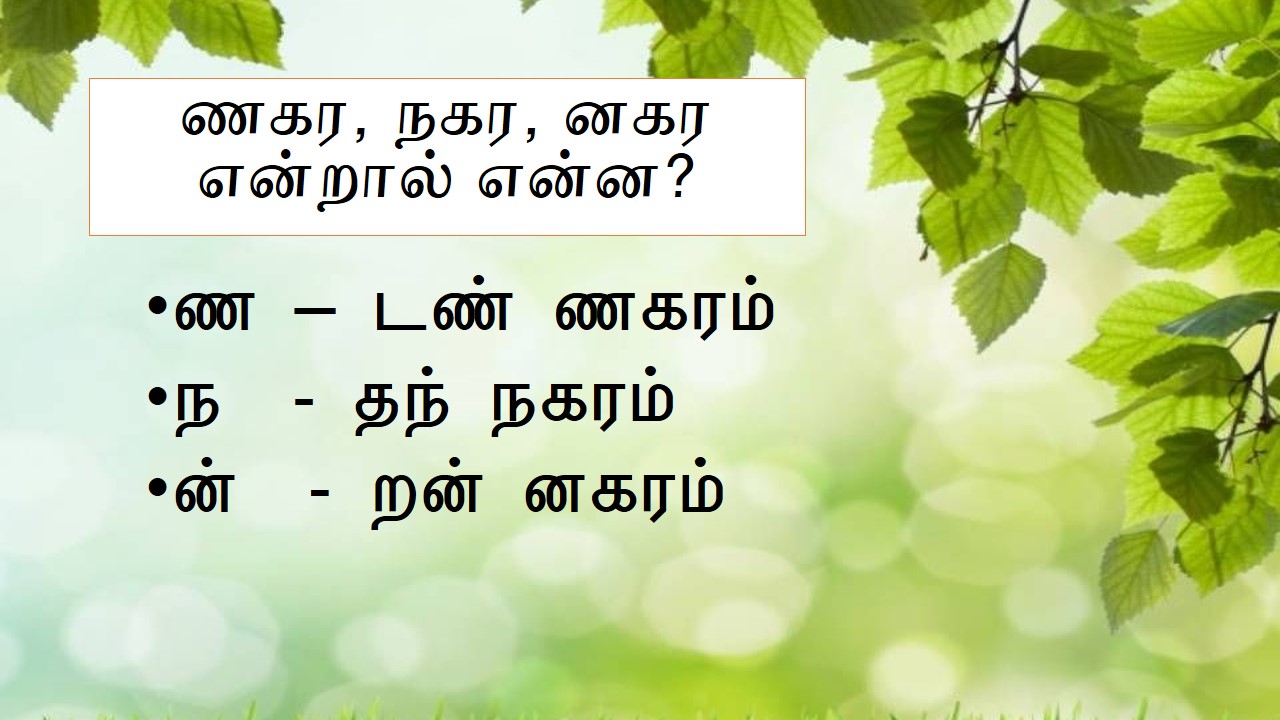 ணகர, நகர, னகர
என்றால் என்ன?
•ண – டண் ணகரம்
•ந - தந் நகரம்
•ன் - றன் னகரம்